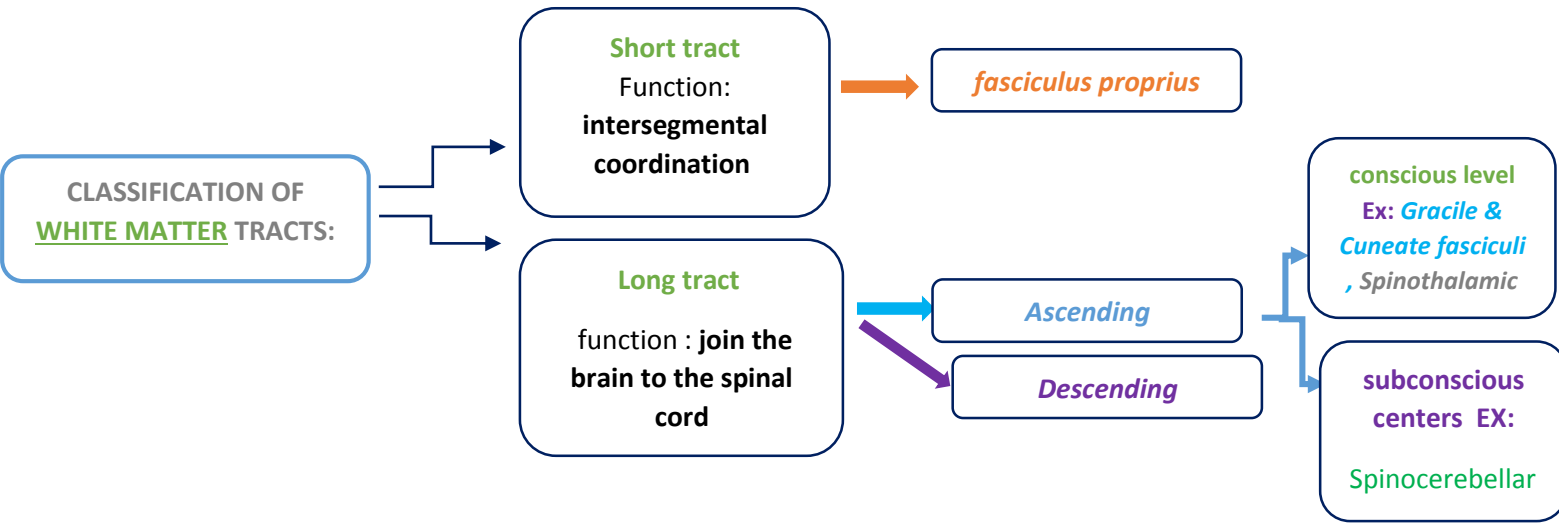 CLASSIFICATION OF
WHITE MATTER TRACTS:
Short tract
Function:
intersegmental
coordination
fasciculus proprius
Long tract
function : join the
brain to the spinal
cord
Ascending
Descending
conscious level
Ex: Gracile &
Cuneate fasciculi
, Spinothalamic
subconscious
centers EX:
Spinocerebellar